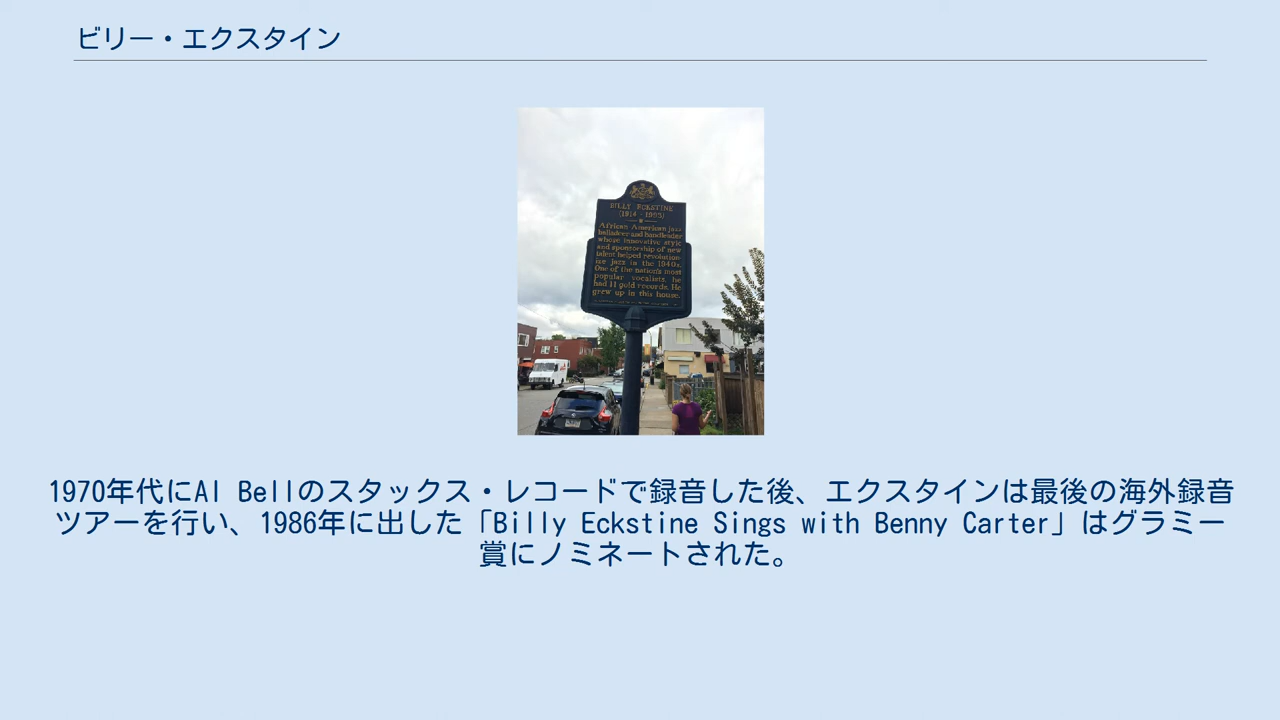 ビリー・エクスタイン
BILLY ECKSTINE
(1914 - 1993)
African American jazz
balladeer and bandleader
whose innovative style
and sponsorship of new
talent helped revolution-
ize jazz in the 1940s.
One of the nation's most
popular vocalists, he
had 11 gold records. He
grew up in this house.
1970年代にAl Bellのスタックス・レコードで録音した後、エクスタインは最後の海外録音
ツアーを行い、1986年に出した「Billy Eckstine Sings with Benny Carter」はグラミー
賞にノミネートされた。